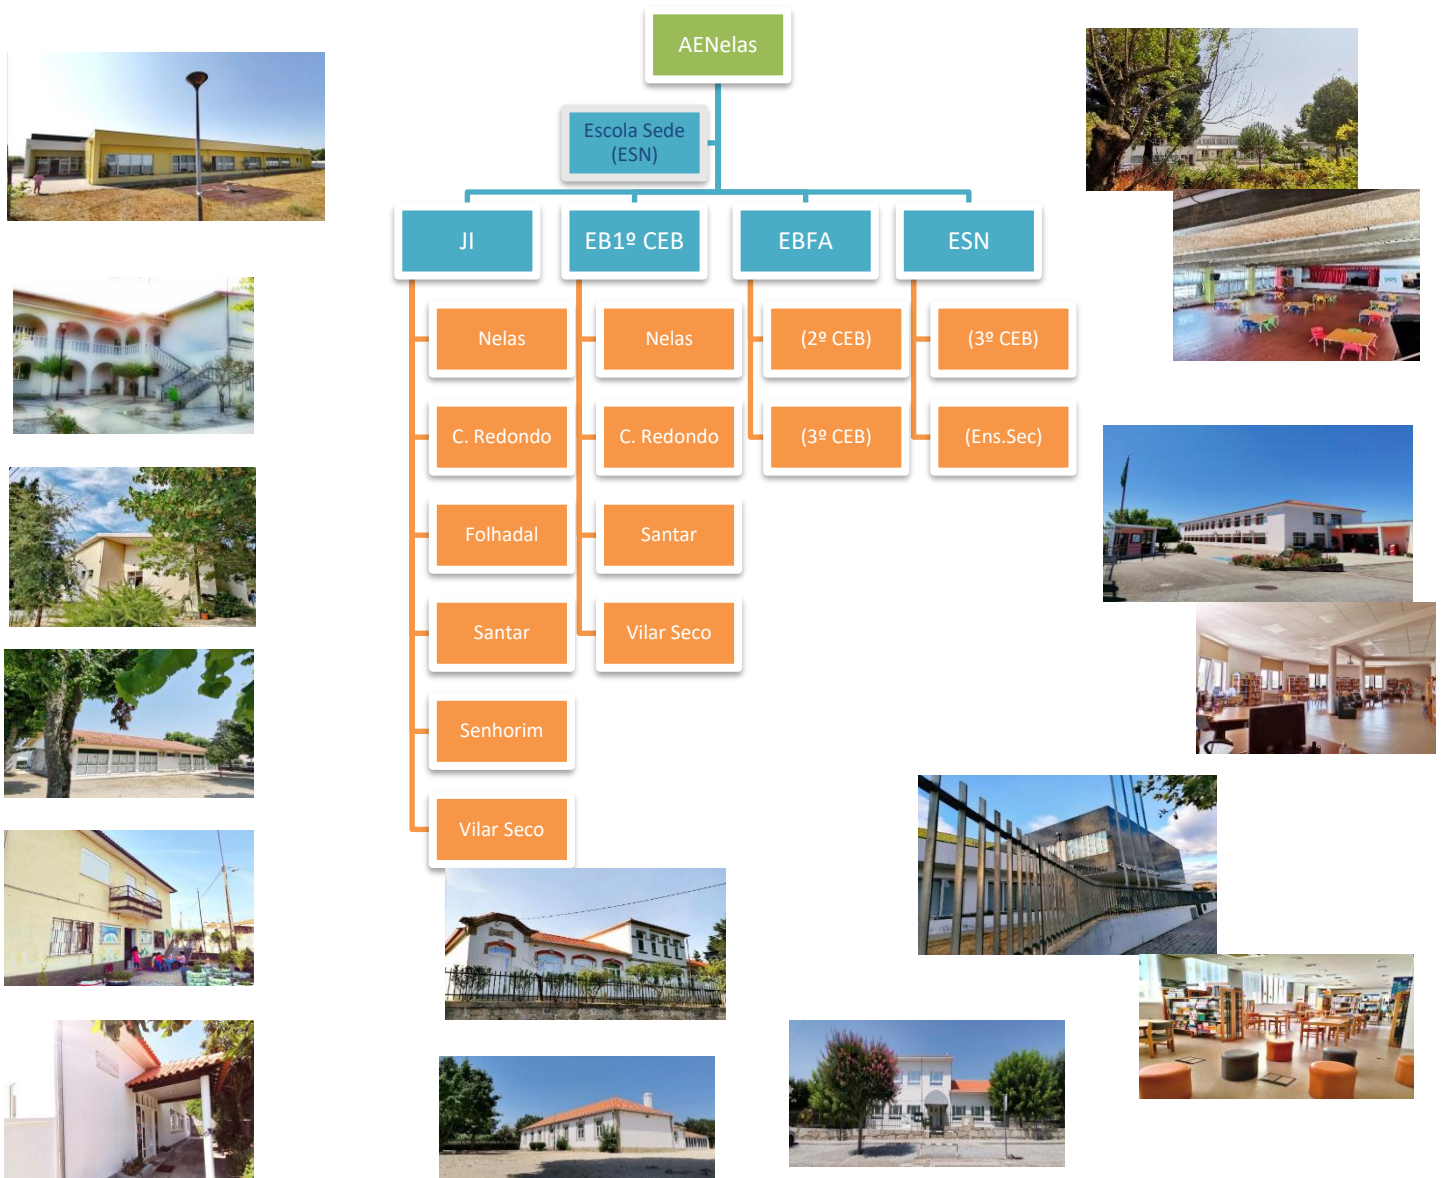 AENelas
Escola Sede
(ESN)
JI
EB1º CEB
EBFA
ESN
Nelas
Nelas
(2º CEB)
(3º CEB)
C. Redondo
C. Redondo
(3º CEB)
(Ens.Sec)
Folhadal
Santar
Santar
Vilar Seco
Senhorim
Vilar Seco